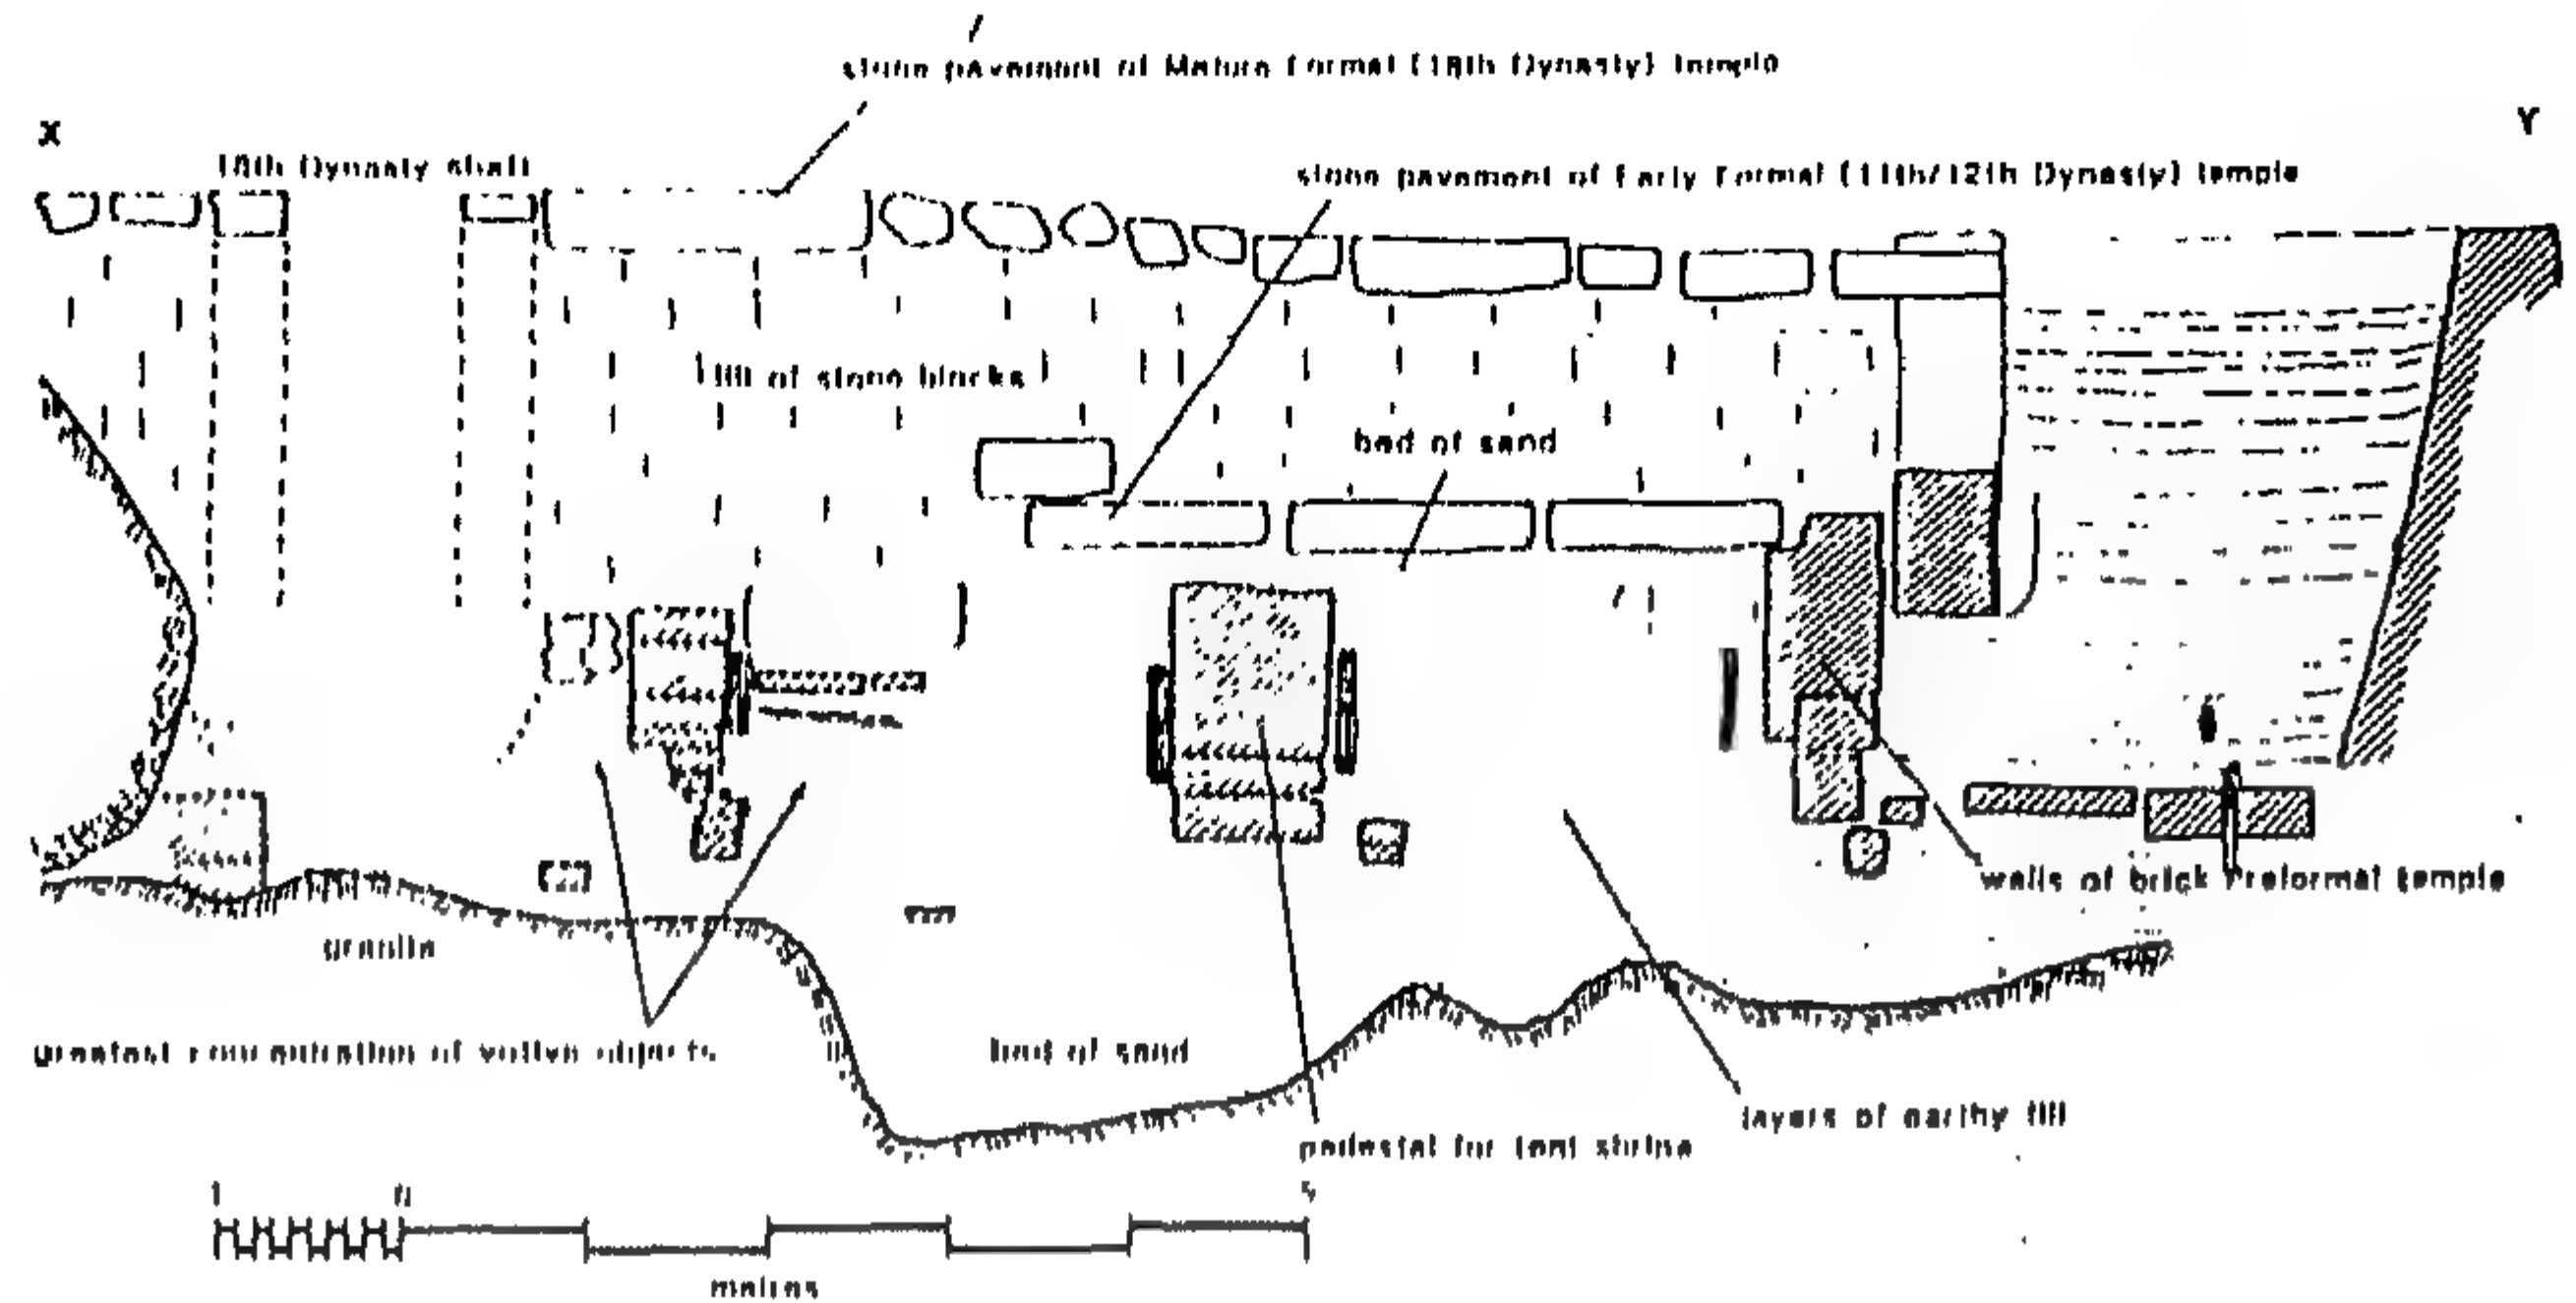 stone pavement of Mature Formal (18th Dynasty) temple
X
Y
18th Dynasty shaft
stone pavement of Early Formal (11th/12th Dynasty) temple
fill of stone blocks
bed of sand
walls of brick Preformal temple
granite
greatest concentration of votive objects
bed of sand
layers of earthy fill
pedestal for tent shrine
1 0 5
metres